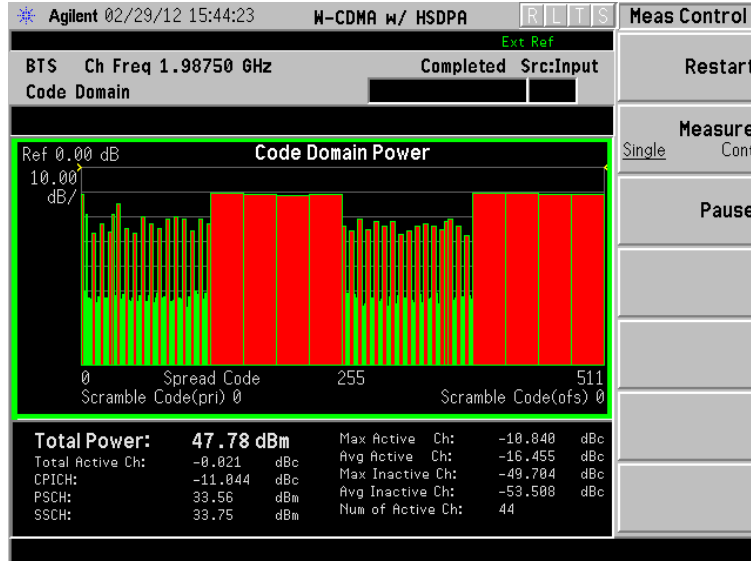 Agilent 02/29/12 15:44:23 W-CDMA w/ HSDPA R L T S Meas Control
Ext Ref
BTS Ch Freq 1.98750 GHz Completed Src:Input
Code Domain
Restart
Measure
Single Cont
Pause
Ref 0.00 dB Code Domain Power
10.00
dB/
0 Spread Code 255 511
Scramble Code(pri) 0 Scramble Code(ofs) 0
Total Power: 47.78 dBm
Total Active Ch: -0.021 dBc
CPICH: -11.044 dBc
PSCH: 33.56 dBm
SSCH: 33.75 dBm
Max Active Ch: -10.840 dBc
Avg Active Ch: -16.455 dBc
Max Inactive Ch: -49.704 dBc
Avg Inactive Ch: -53.508 dBc
Num of Active Ch: 44